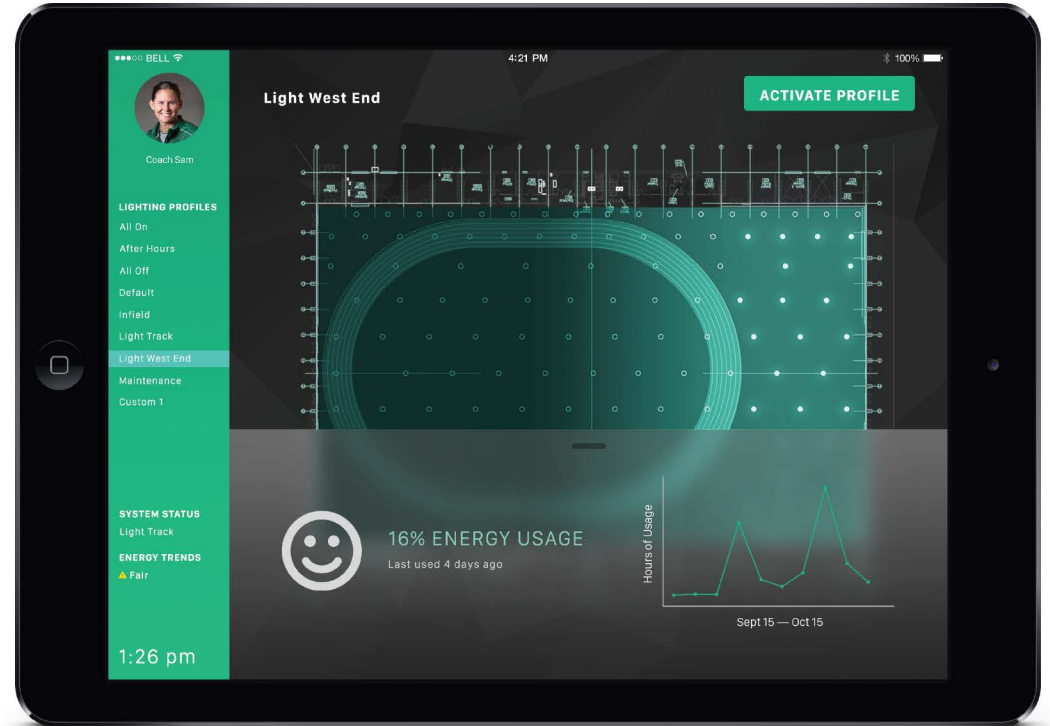 BELL
4:21 PM
100%
Coach Sam
Light West End
ACTIVATE PROFILE
LIGHTING PROFILES
All On
After Hours
All Off
Default
Infield
Light Track
Light West End
Maintenance
Custom 1
SYSTEM STATUS
Light Track
ENERGY TRENDS
Fair
1:26 pm
16% ENERGY USAGE
Last used 4 days ago
Hours of Usage
Sept 15 — Oct 15